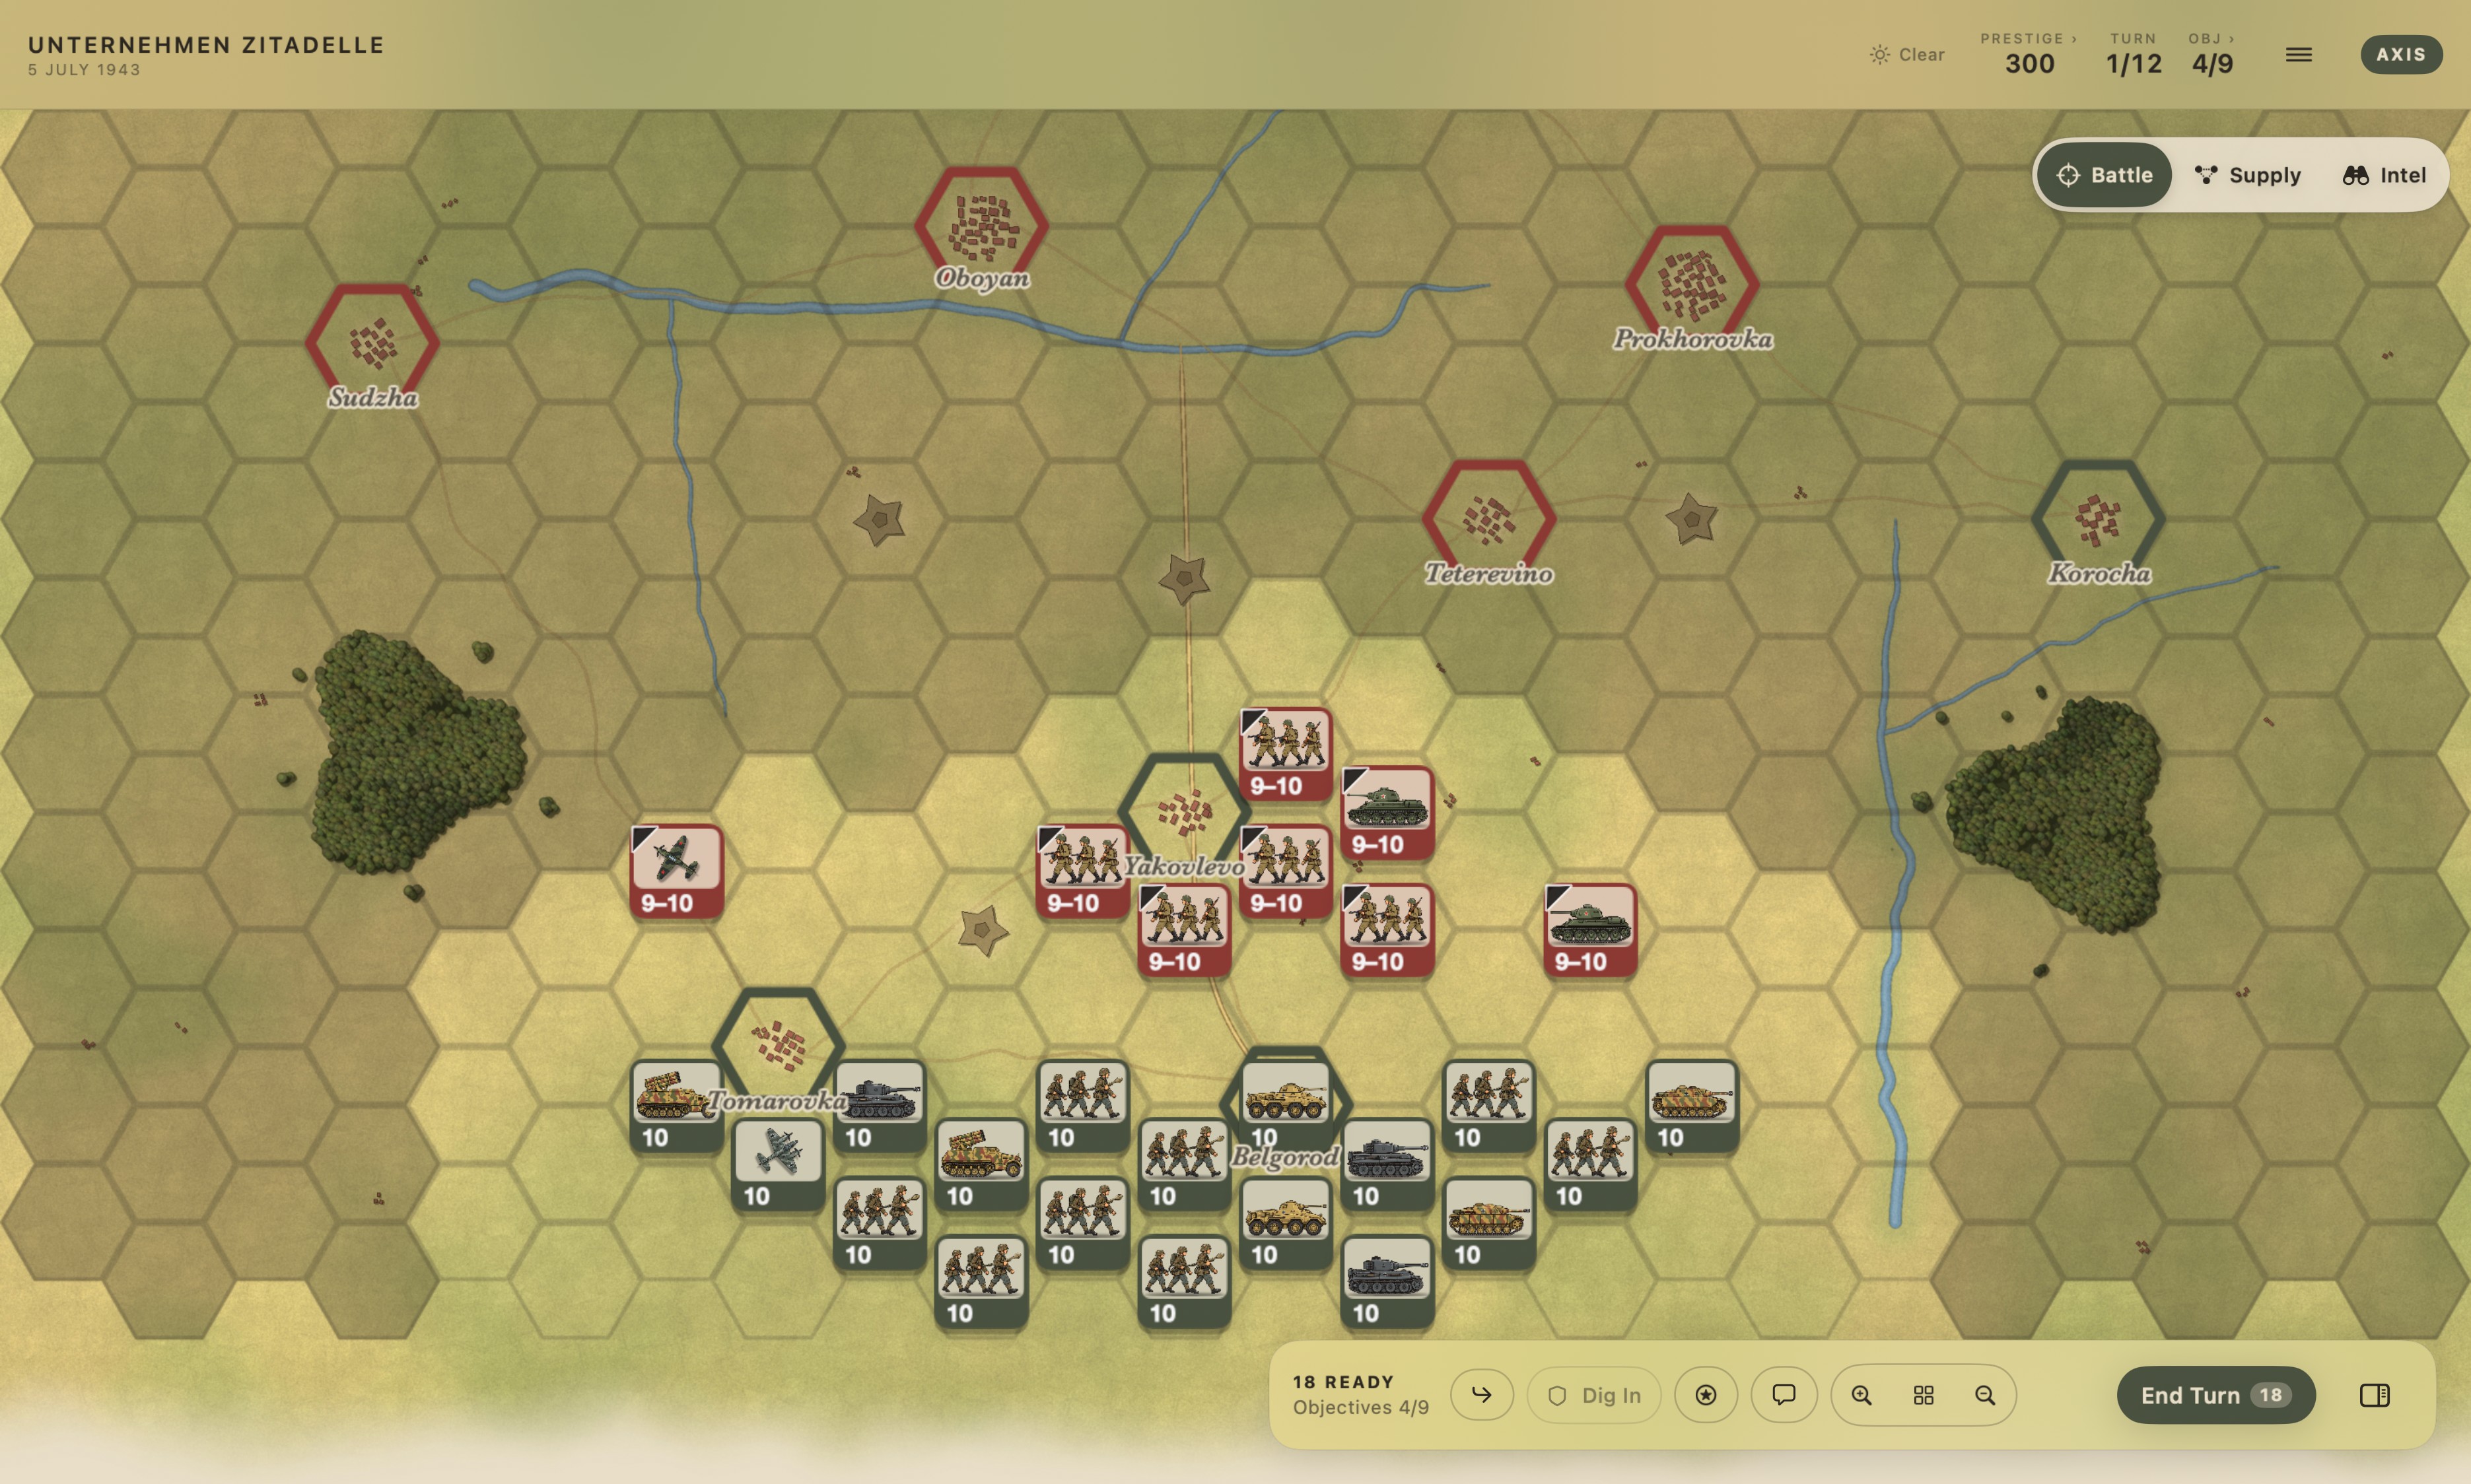 UNTERNEHMEN ZITADELLE
5 JULY 1943
Clear
PRESTIGE ›
300
TURN
1/12
OBJ ›
4/9
AXIS
Battle
Supply
Intel
Oboyan
Prokhorovka
Sudzha
Teterevino
Korocha
9–10
9–10
9–10
9–10
Yakovlevo
9–10
9–10
9–10
9–10
Tomarovka
10
10
10
10
10
10
Belgorod
10
10
10
10
10
10
10
10
10
10
10
10
18 READY
Objectives 4/9
Dig In
End Turn 18